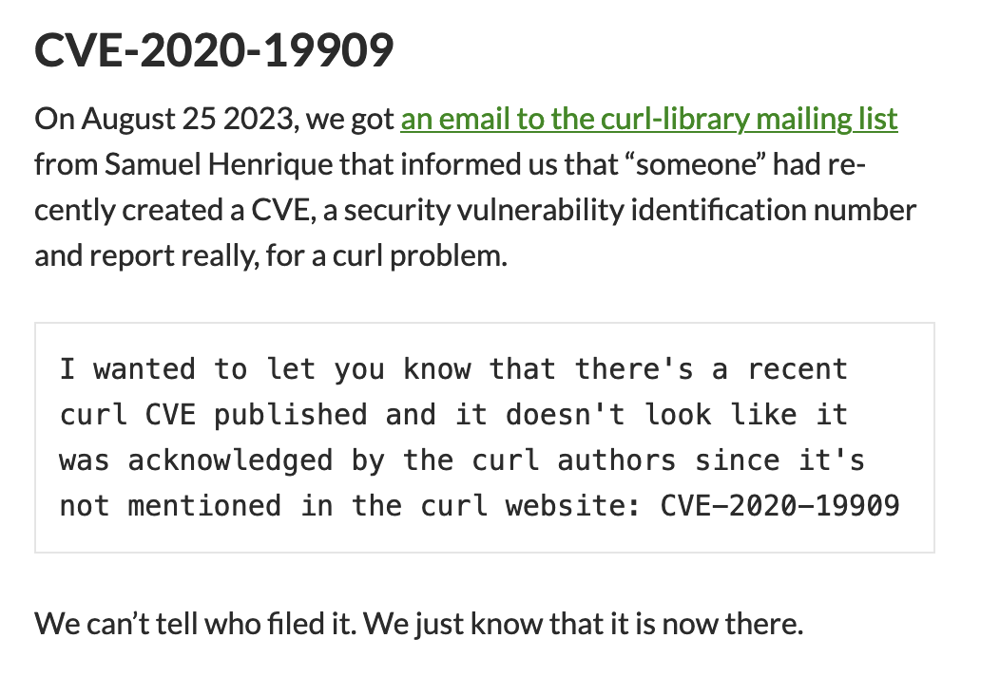 CVE-2020-19909
On August 25 2023, we got an email to the curl-library mailing list
from Samuel Henrique that informed us that “someone” had re-
cently created a CVE, a security vulnerability identification number
and report really, for a curl problem.
I wanted to let you know that there's a recent
curl CVE published and it doesn't look like it
was acknowledged by the curl authors since it's
not mentioned in the curl website: CVE–2020–19909
We can’t tell who filed it. We just know that it is now there.